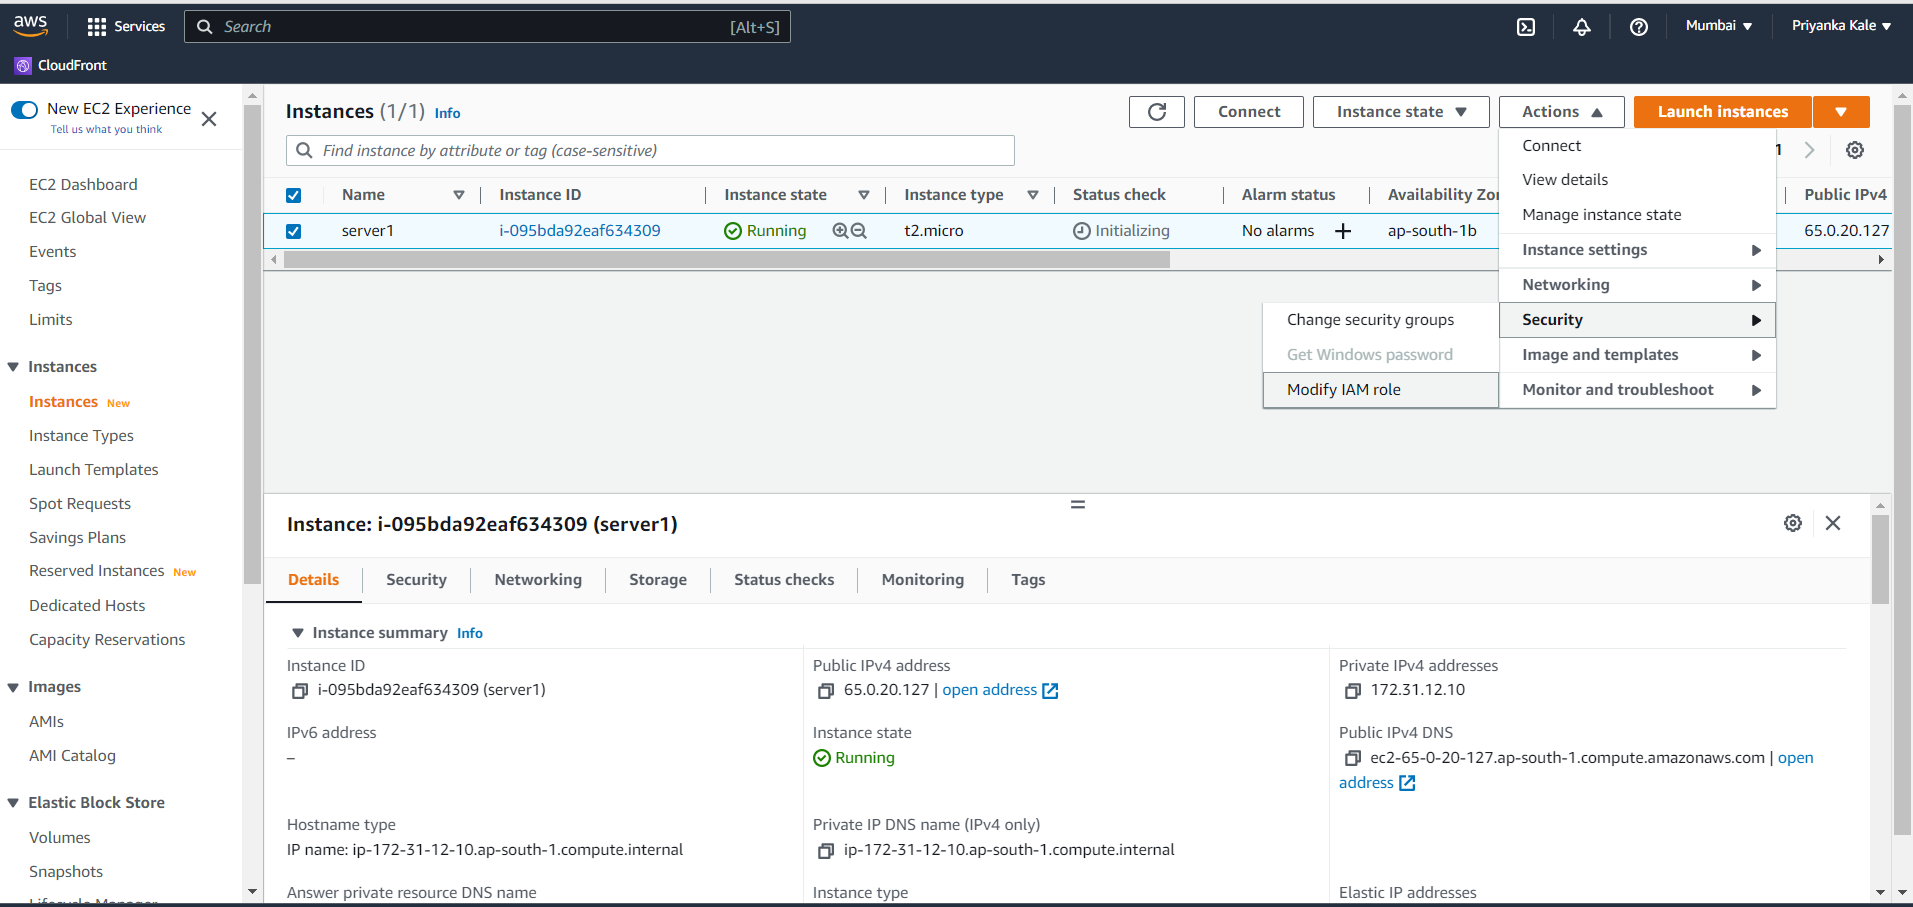 aws
Services
Search
[Alt+S]
Mumbai
Priyanka Kale
CloudFront
New EC2 Experience
Tell us what you think
EC2 Dashboard
EC2 Global View
Events
Tags
Limits
Instances
Instances New
Instance Types
Launch Templates
Spot Requests
Savings Plans
Reserved Instances New
Dedicated Hosts
Capacity Reservations
Images
AMIs
AMI Catalog
Elastic Block Store
Volumes
Snapshots
Lifecycle Manager
Instances (1/1) Info
Connect
Instance state
Actions
Launch instances
Find instance by attribute or tag (case-sensitive)
1
Name
Instance ID
Instance state
Instance type
Status check
Alarm status
Availability Zo
Public IPv4
server1
i-095bda92eaf634309
Running
t2.micro
Initializing
No alarms
ap-south-1b
65.0.20.127
Connect
View details
Manage instance state
Instance settings
Networking
Security
Image and templates
Monitor and troubleshoot
Change security groups
Get Windows password
Modify IAM role
Instance: i-095bda92eaf634309 (server1)
Details
Security
Networking
Storage
Status checks
Monitoring
Tags
Instance summary Info
Instance ID
i-095bda92eaf634309 (server1)
Public IPv4 address
65.0.20.127 | open address
Private IPv4 addresses
172.31.12.10
IPv6 address
–
Instance state
Running
Public IPv4 DNS
ec2-65-0-20-127.ap-south-1.compute.amazonaws.com | open
address
Hostname type
IP name: ip-172-31-12-10.ap-south-1.compute.internal
Private IP DNS name (IPv4 only)
ip-172-31-12-10.ap-south-1.compute.internal
Answer private resource DNS name
Instance type
Elastic IP addresses